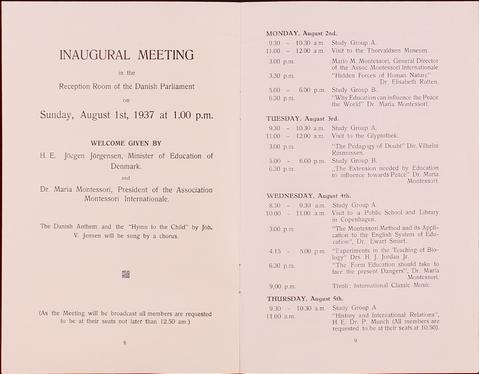 INAUGURAL MEETING
in the
Reception Room of the Danish Parliament
on
Sunday, August 1st, 1937 at 1.00 p.m.
WELCOME GIVEN BY
H. E. Jögen Jörgensen, Minister of Education of
Denmark.
and
Dr. Maria Montessori, President of the Association
Montessori Internationale.
The Danish Anthem and the "Hymn to the Child" by Joh.
V. Jensen will be song by a chorus.
(As the Meeting will be broadcast all members are requested
to be at their seats not later than 12.50 am.)
8
MONDAY, August 2nd.
9.30 - 10.30 a.m. Study Group A.
11.00 - 12.00 a.m. Visit to the Thorvaldsen Museum.
3.00 p.m. Mario M. Montessori, General Director
of the Assoc Montessori Internationale
3.30 p.m. "Hidden Forces of Human Nature"
Dr. Elisabeth Rotten.
5.00 - 6.00 p.m. Study Group B.
6.30 p.m. "Why Education can influence the Peace
the World" Dr. Maria Montessori.
TUESDAY, August 3rd.
9.30 - 10.30 a.m. Study Group A.
11.00 - 12.00 a.m. Visit to the Glyptothek.
3.00 p.m. "The Pedagogy of Doubt" Dir. Vilhelm
Rasmussen.
5.00 - 6.00 p.m. Study Group B.
6.30 p.m. „The Extension needed by Education
to influence towards Peace" Dr. Maria
Montessori.
WEDNESDAY, August 4th.
8.30 - 9.30 a.m. Study Group A.
10.00 - 11.00 a.m. Visit to a Public School and Library
in Copenhagen.
3.00 p.m. "The Montessori Method and its Appli-
cation to the English System of Edu-
cation", Dr. Ewart Smart.
4.15 - 5.00 p.m. "Experiments in the Teaching of Bio-
logy" Drs. H. J. Jordan Jr.
6.30 p.m. "The Form Education should take to
face the present Dangers", Dr. Maria
Montessori.
9.00 p.m. Tivoli: International Classic Music.
THURSDAY, August 5th.
9.30 - 10.30 a.m. Study Group A
11.00 a.m. "History and International Relations",
H. E. Dr. P. Munch (All members are
requested to be at their seats at 10.50).
9